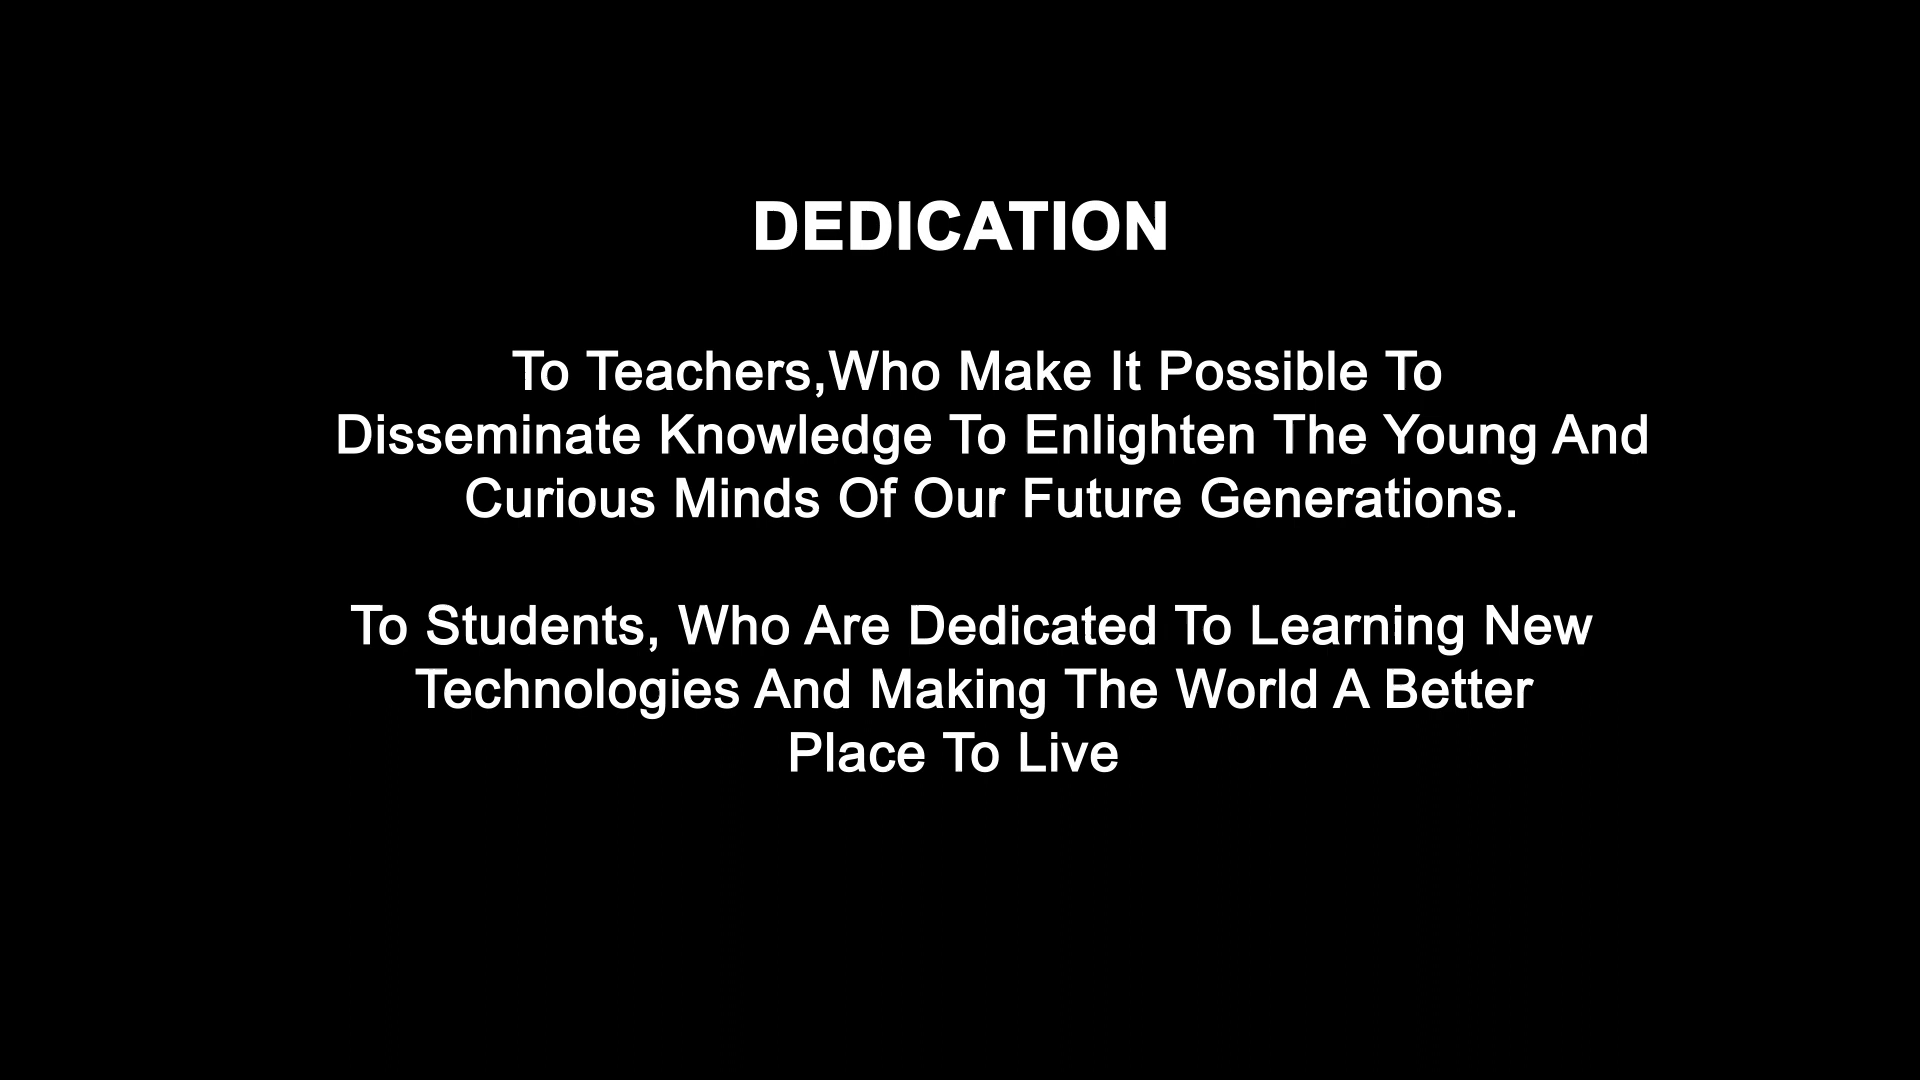 DEDICATION
To Teachers,Who Make It Possible To
Disseminate Knowledge To Enlighten The Young And
Curious Minds Of Our Future Generations.
To Students, Who Are Dedicated To Learning New
Technologies And Making The World A Better
Place To Live